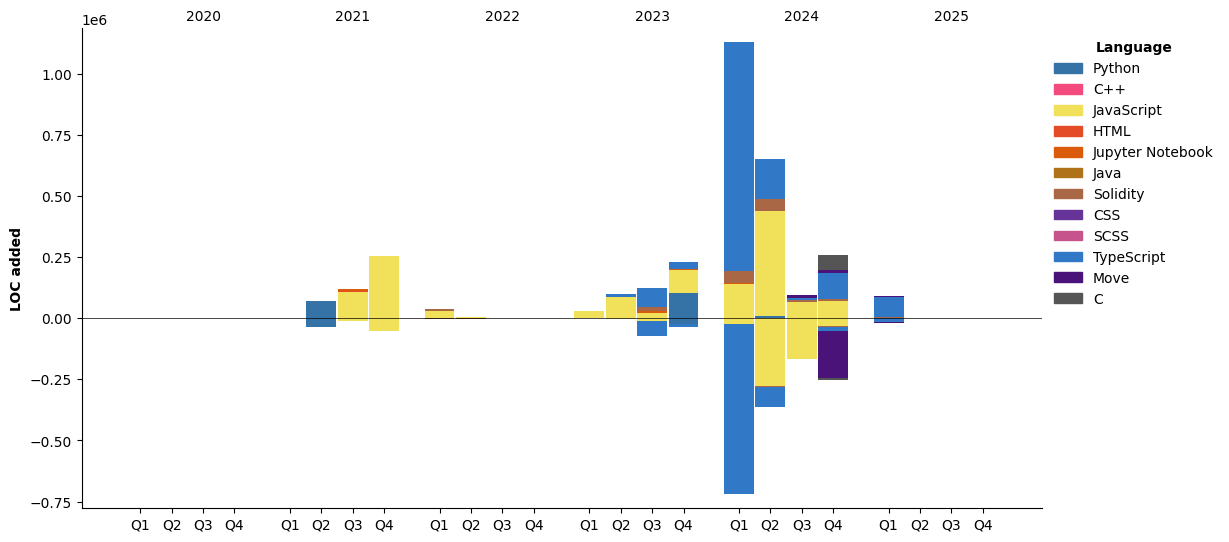 2020 2021 2022 2023 2024 2025
1e6
Language
Python
C++
JavaScript
HTML
Jupyter Notebook
Java
Solidity
CSS
SCSS
TypeScript
Move
C
LOC added
1.00
0.75
0.50
0.25
0.00
−0.25
−0.50
−0.75
Q1 Q2 Q3 Q4 Q1 Q2 Q3 Q4 Q1 Q2 Q3 Q4 Q1 Q2 Q3 Q4 Q1 Q2 Q3 Q4 Q1 Q2 Q3 Q4